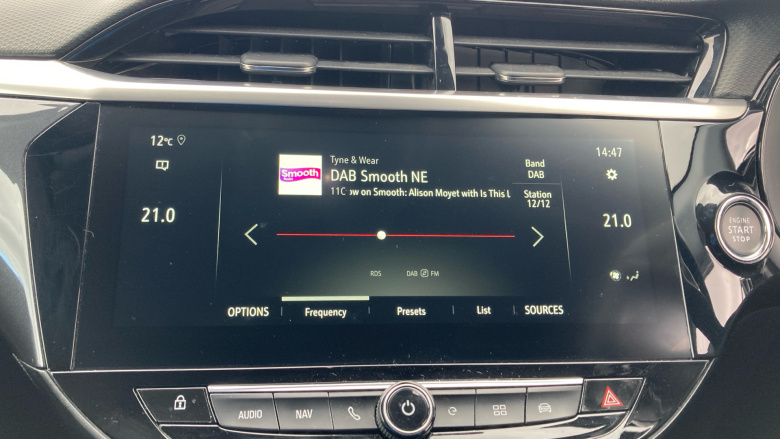 12°C
14:47
Smooth
Tyne & Wear
DAB Smooth NE
11C
ow on Smooth: Alison Moyet with Is This L
Band
DAB
Station
12/12
21.0
21.0
RDS
DAB
FM
OPTIONS
Frequency
Presets
List
SOURCES
ENGINE
START
STOP
AUDIO
NAV